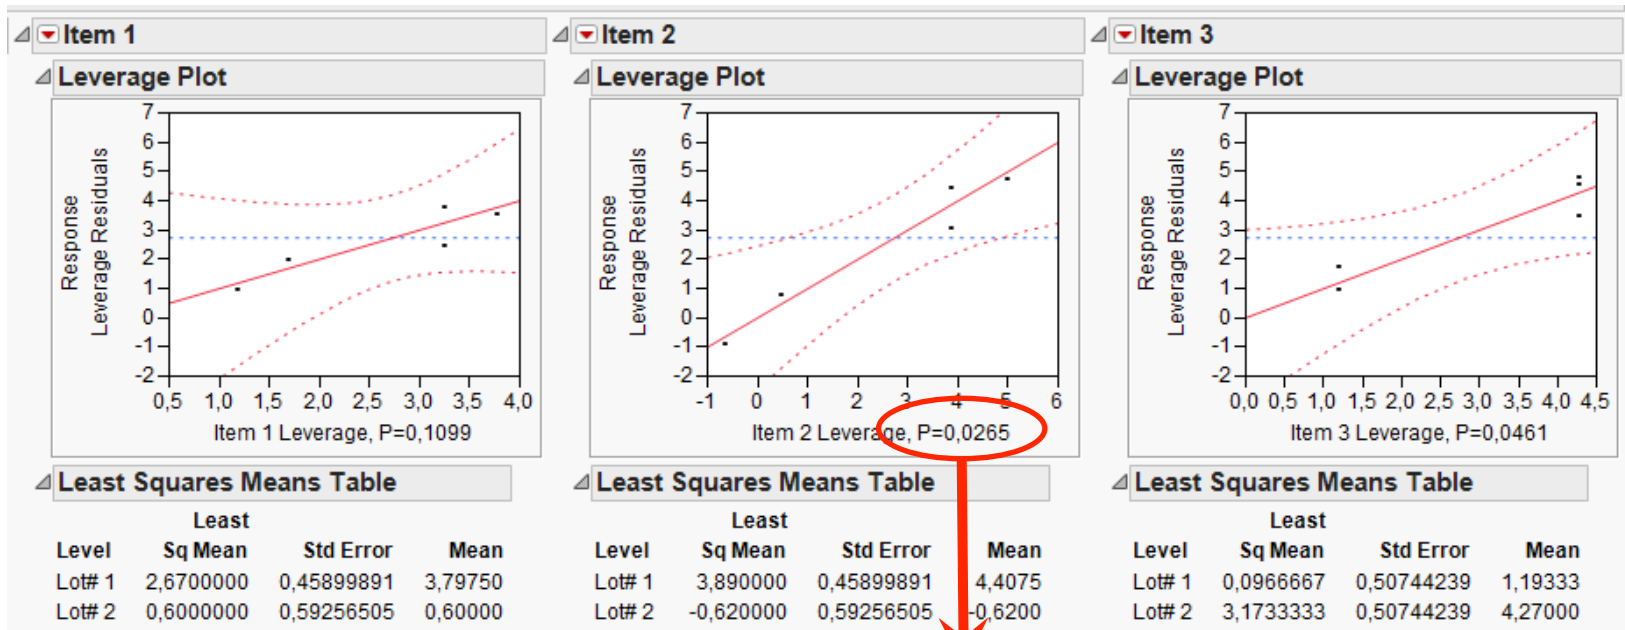 Item 1
Leverage Plot
Response
Leverage Residuals
7
6
5
4
3
2
1
0
-1
-2
0,5 1,0 1,5 2,0 2,5 3,0 3,5 4,0
Item 1 Leverage, P=0,1099
Least Squares Means Table
Least
Level Sq Mean Std Error Mean
Lot# 1 2,6700000 0,45899891 3,79750
Lot# 2 0,6000000 0,59256505 0,60000
Item 2
Leverage Plot
Response
Leverage Residuals
7
6
5
4
3
2
1
0
-1
-2
-1 0 1 2 3 4 5 6
Item 2 Leverage, P=0,0265
Least Squares Means Table
Least
Level Sq Mean Std Error Mean
Lot# 1 3,890000 0,45899891 4,4075
Lot# 2 -0,620000 0,59256505 -0,6200
Item 3
Leverage Plot
Response
Leverage Residuals
7
6
5
4
3
2
1
0
-1
-2
0,0 0,5 1,0 1,5 2,0 2,5 3,0 3,5 4,0 4,5
Item 3 Leverage, P=0,0461
Least Squares Means Table
Least
Level Sq Mean Std Error Mean
Lot# 1 0,0966667 0,50744239 1,19333
Lot# 2 3,1733333 0,50744239 4,27000